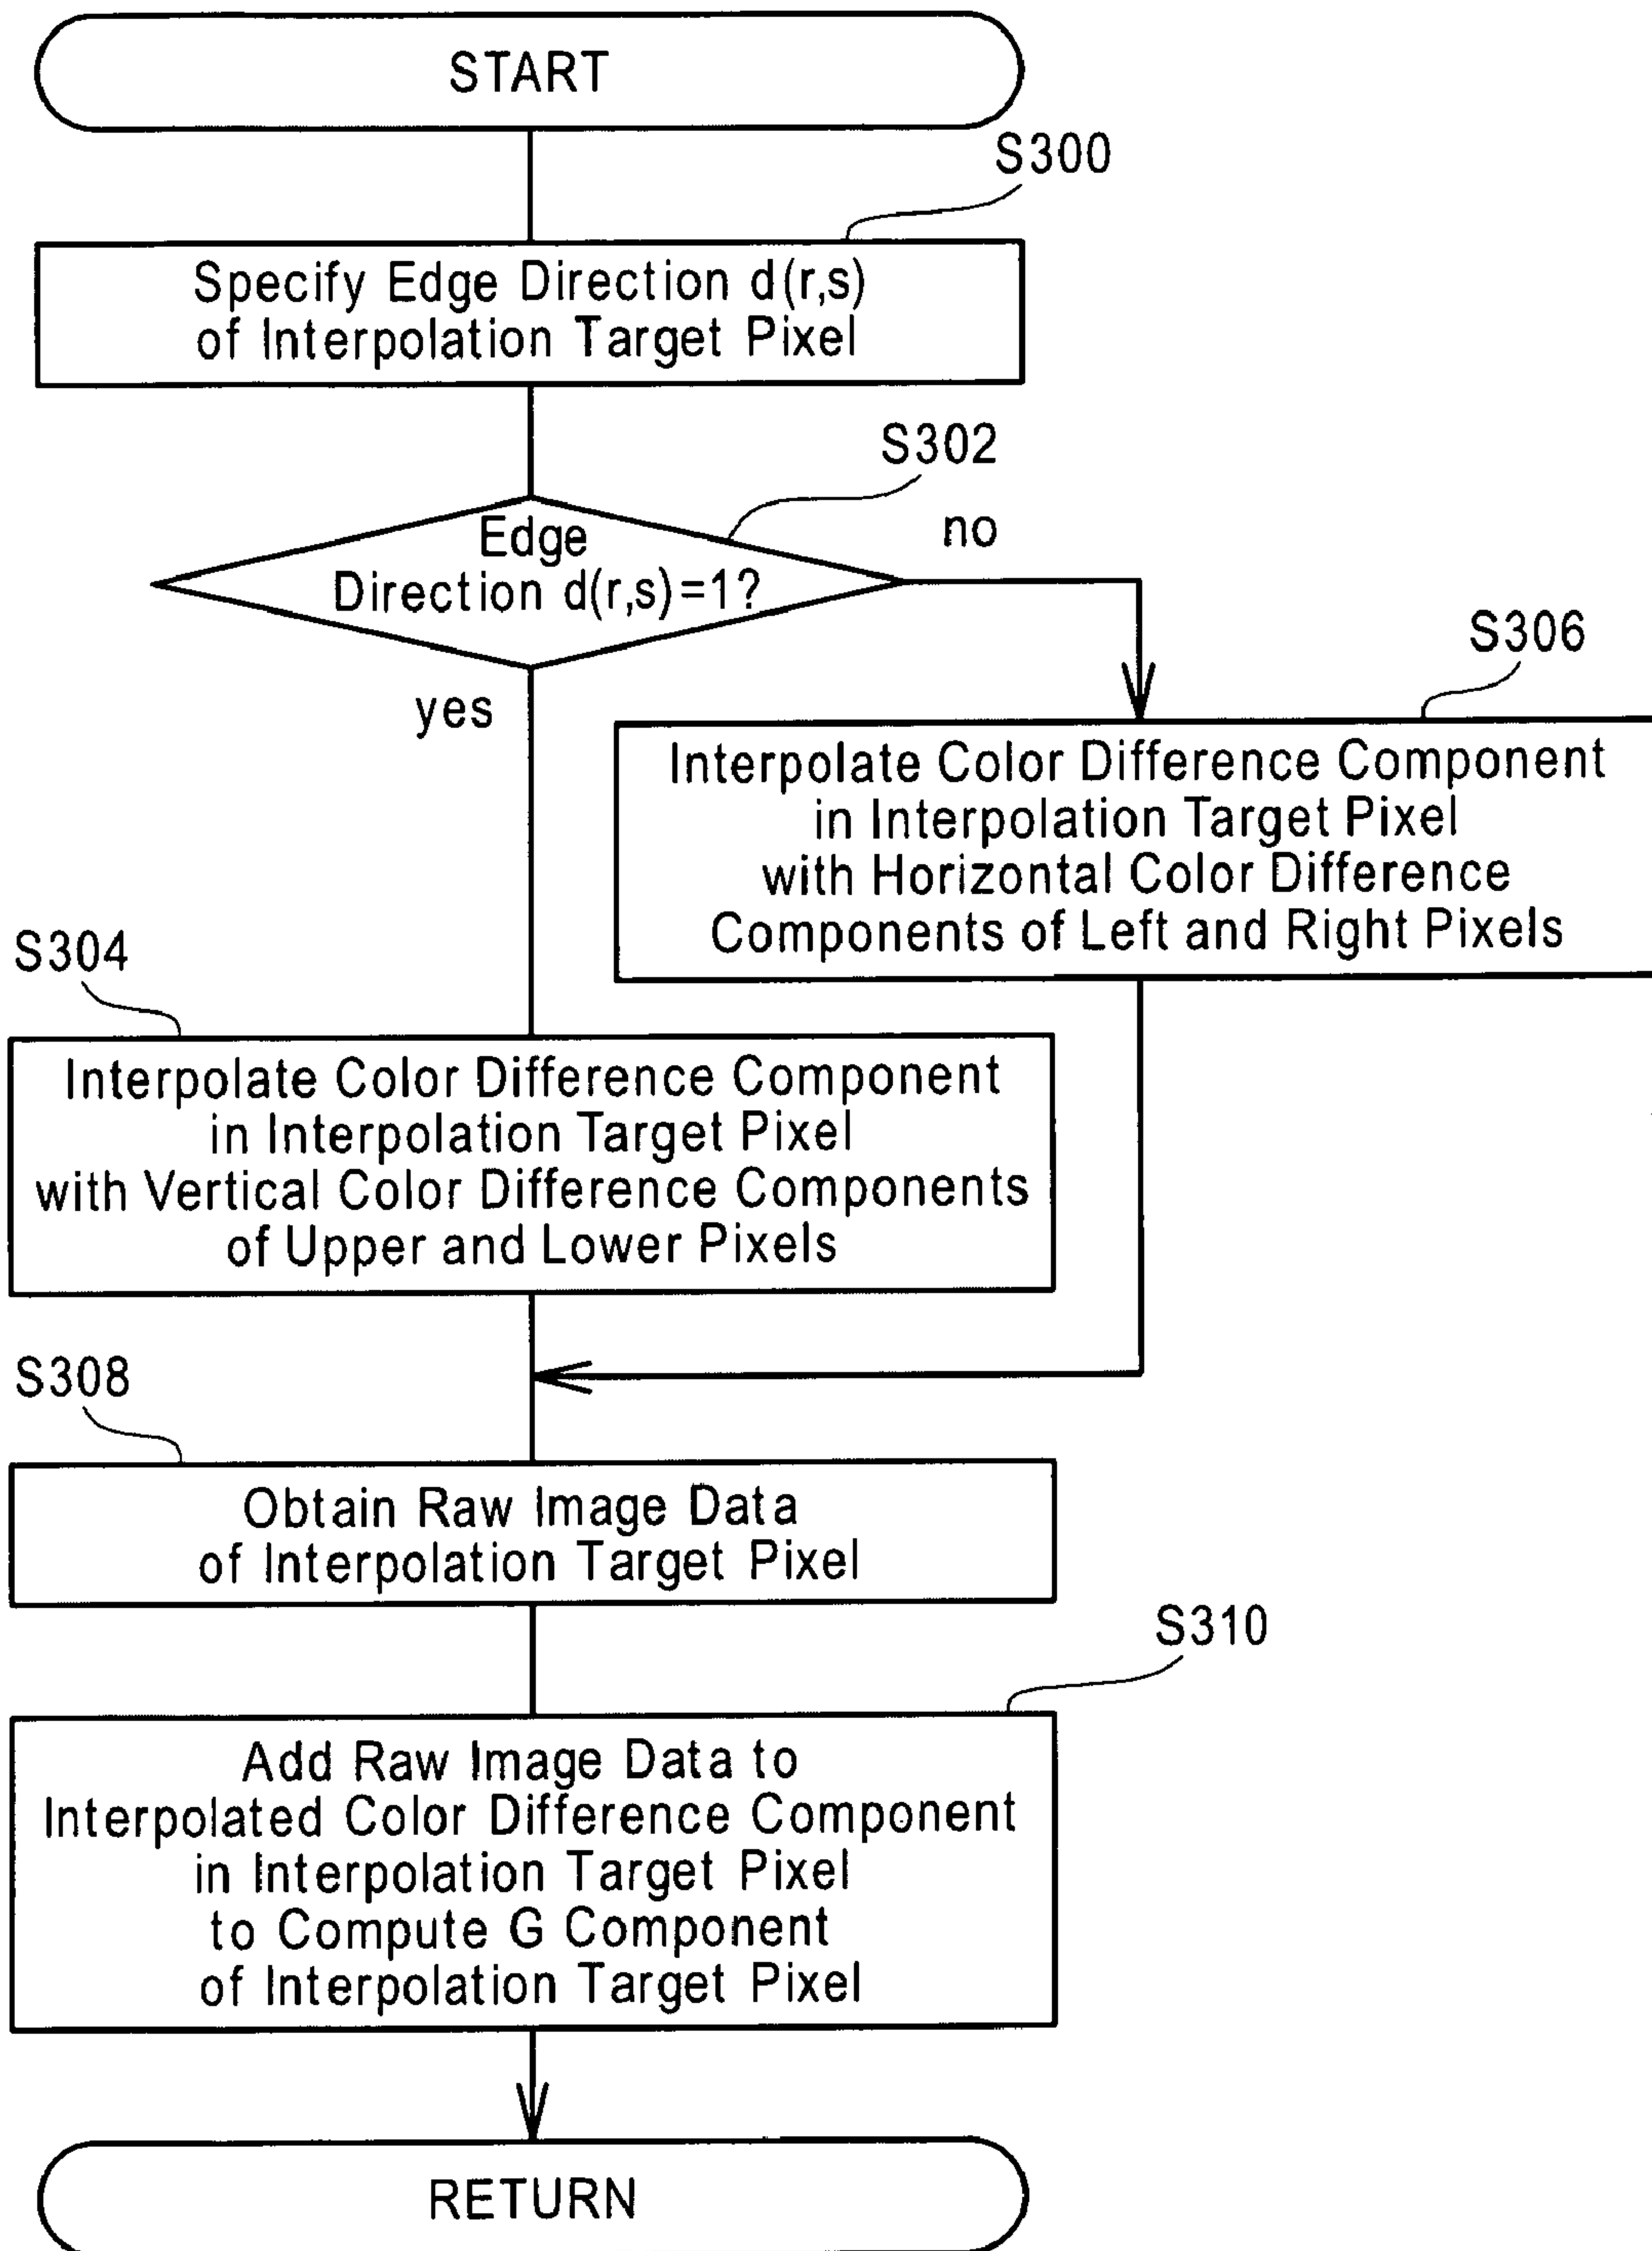 START
S300
Specify Edge Direction d(r,s)
of Interpolation Target Pixel
S302
Edge
Direction d(r,s)=1?
no
yes
S306
Interpolate Color Difference Component
in Interpolation Target Pixel
with Horizontal Color Difference
Components of Left and Right Pixels
S304
Interpolate Color Difference Component
in Interpolation Target Pixel
with Vertical Color Difference Components
of Upper and Lower Pixels
S308
Obtain Raw Image Data
of Interpolation Target Pixel
S310
Add Raw Image Data to
Interpolated Color Difference Component
in Interpolation Target Pixel
to Compute G Component
of Interpolation Target Pixel
RETURN